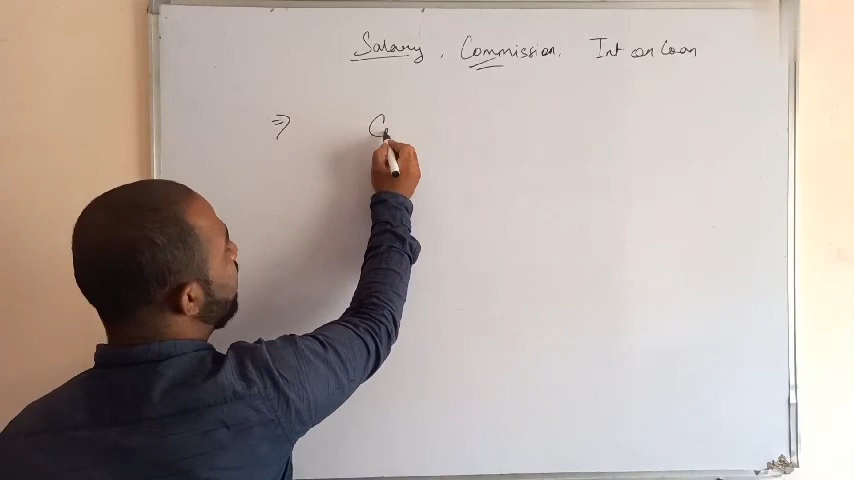 Salary, Commission. Int on Loan
⇒ C